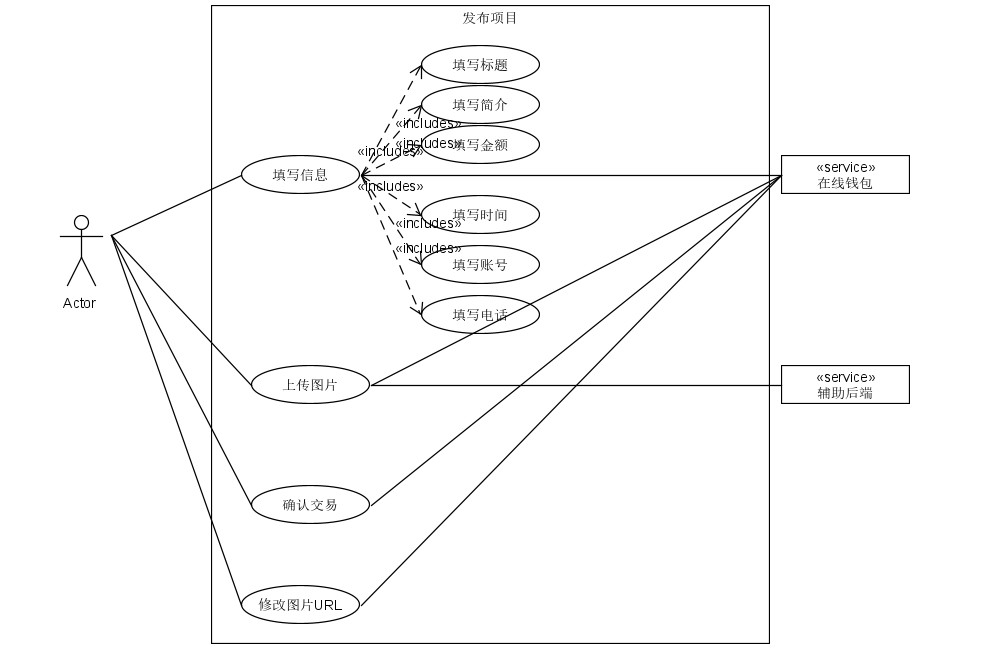 发布项目
填写标题
填写简介
«includes»
«includes»
填写金额
«includes»
填写信息
«service»
在线钱包
«includes»
填写时间
«includes»
«includes»
填写账号
Actor
填写电话
上传图片
«service»
辅助后端
确认交易
修改图片URL